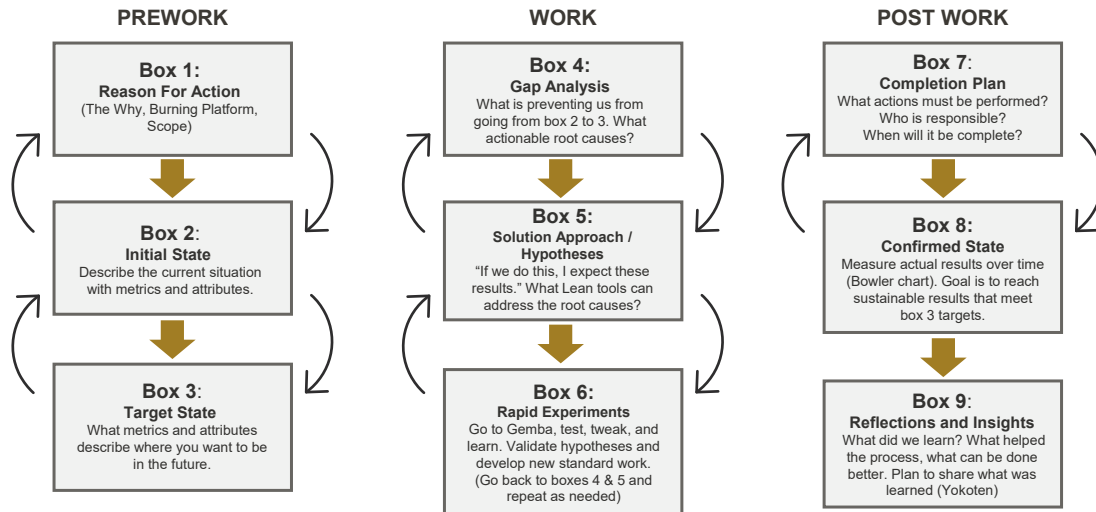 PREWORK
Box 1:
Reason For Action
(The Why, Burning Platform,
Scope)
Box 2:
Initial State
Describe the current situation
with metrics and attributes.
Box 3:
Target State
What metrics and attributes
describe where you want to be
in the future.
WORK
Box 4:
Gap Analysis
What is preventing us from
going from box 2 to 3. What
actionable root causes?
Box 5:
Solution Approach /
Hypotheses
“If we do this, I expect these
results.” What Lean tools can
address the root causes?
Box 6:
Rapid Experiments
Go to Gemba, test, tweak, and
learn. Validate hypotheses and
develop new standard work.
(Go back to boxes 4 & 5 and
repeat as needed)
POST WORK
Box 7:
Completion Plan
What actions must be performed?
Who is responsible?
When will it be complete?
Box 8:
Confirmed State
Measure actual results over time
(Bowler chart). Goal is to reach
sustainable results that meet
box 3 targets.
Box 9:
Reflections and Insights
What did we learn? What helped
the process, what can be done
better. Plan to share what was
learned (Yokoten)